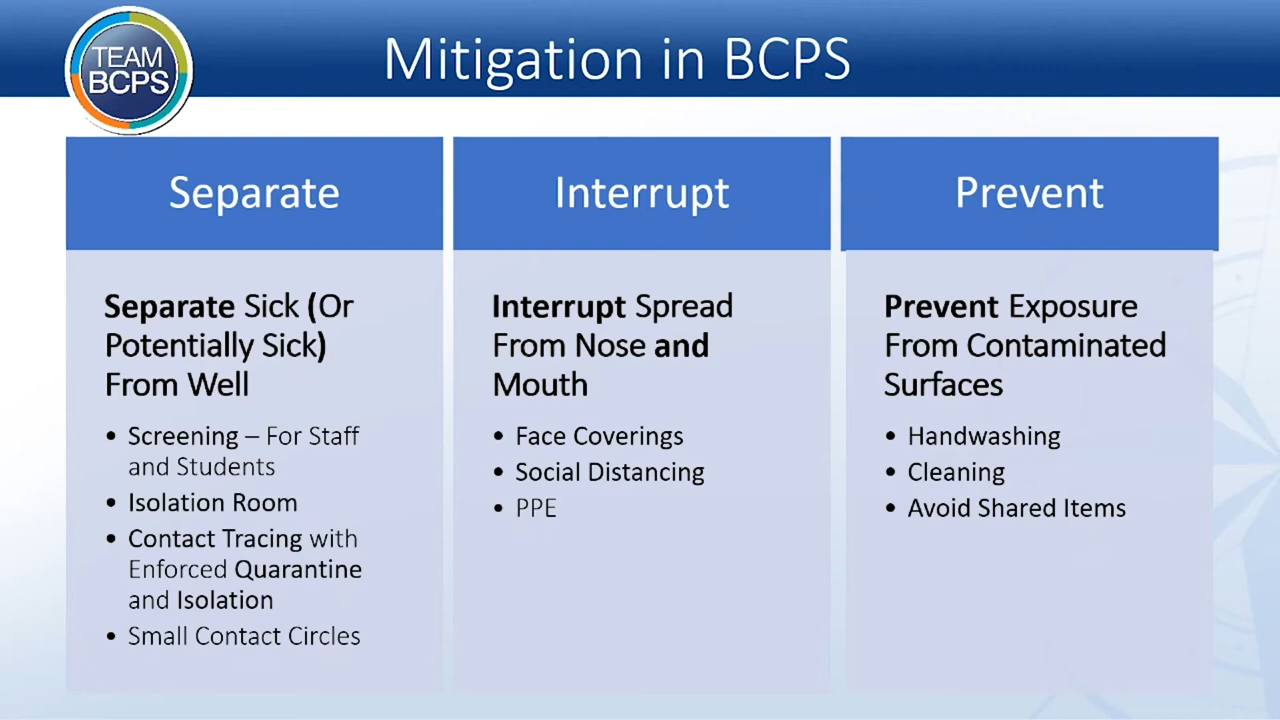 TEAM
BCPS
Mitigation in BCPS
Separate
Separate Sick (Or
Potentially Sick)
From Well
• Screening – For Staff
and Students
• Isolation Room
• Contact Tracing with
Enforced Quarantine
and Isolation
• Small Contact Circles
Interrupt
Interrupt Spread
From Nose and
Mouth
• Face Coverings
• Social Distancing
• PPE
Prevent
Prevent Exposure
From Contaminated
Surfaces
• Handwashing
• Cleaning
• Avoid Shared Items